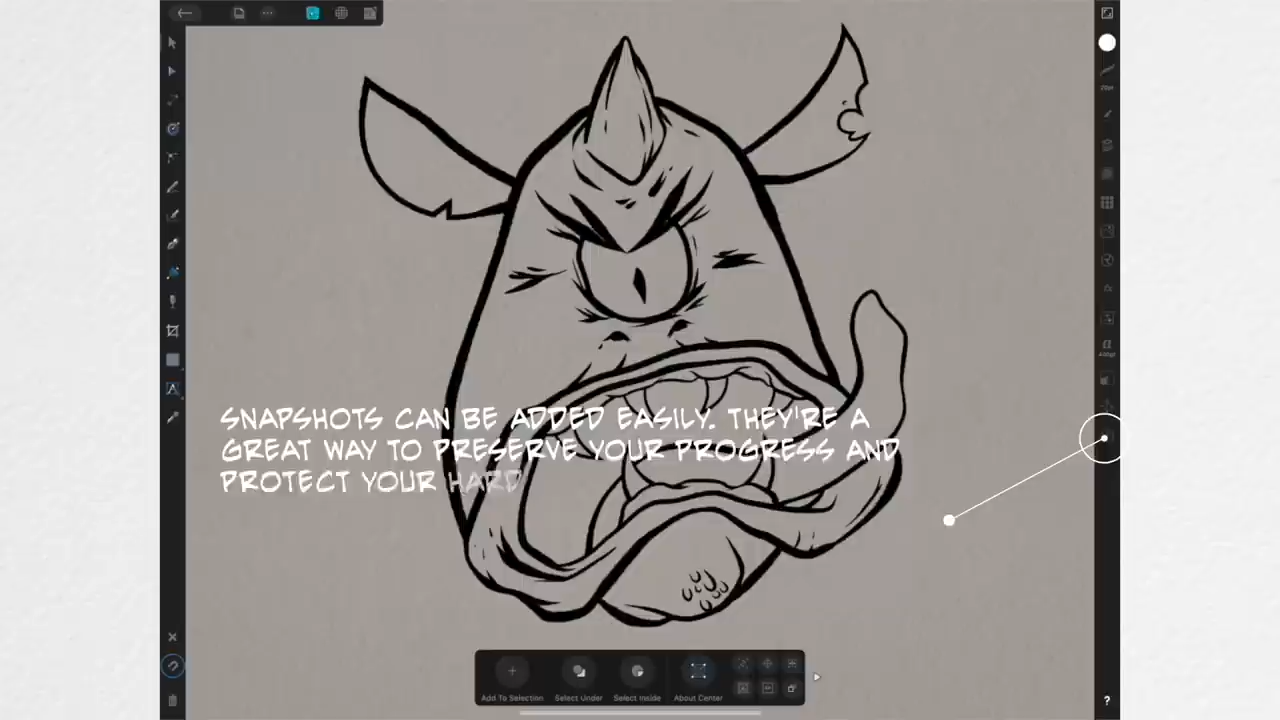 SNAPSHOTS CAN BE ADDED EASILY. THEY'RE A
GREAT WAY TO PRESERVE YOUR PROGRESS AND
PROTECT YOUR HARD
Add To Selection
Select Under
Select Inside
About Center
?